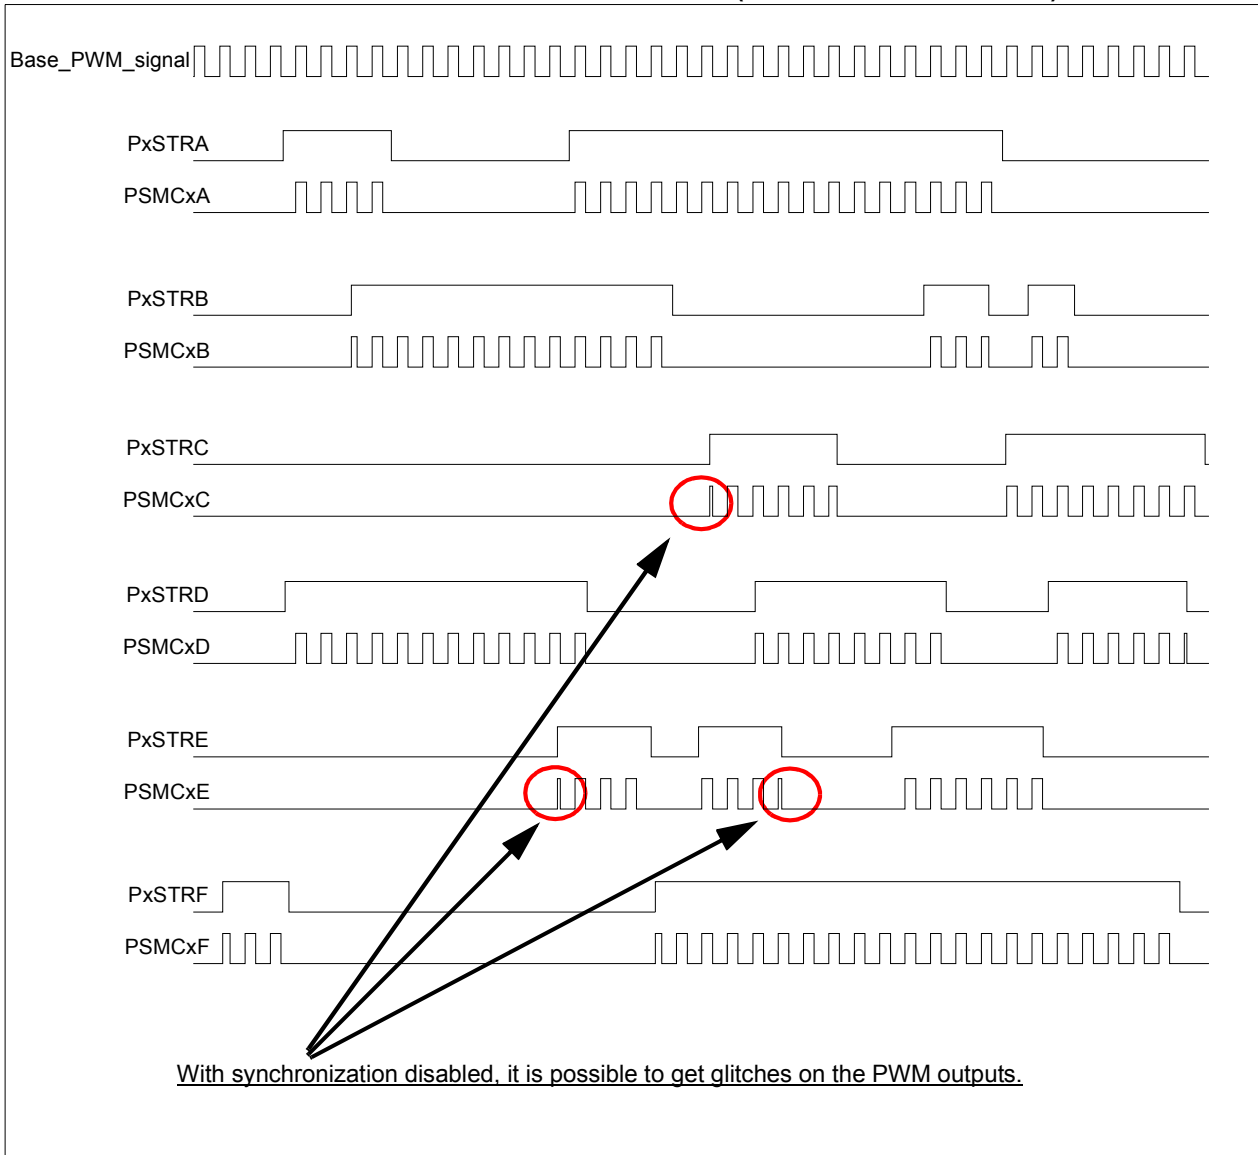 Base_PWM_signal
PxSTRA
PSMCxA
PxSTRB
PSMCxB
PxSTRC
PSMCxC
PxSTRD
PSMCxD
PxSTRE
PSMCxE
PxSTRF
PSMCxF
With synchronization disabled, it is possible to get glitches on the PWM outputs.